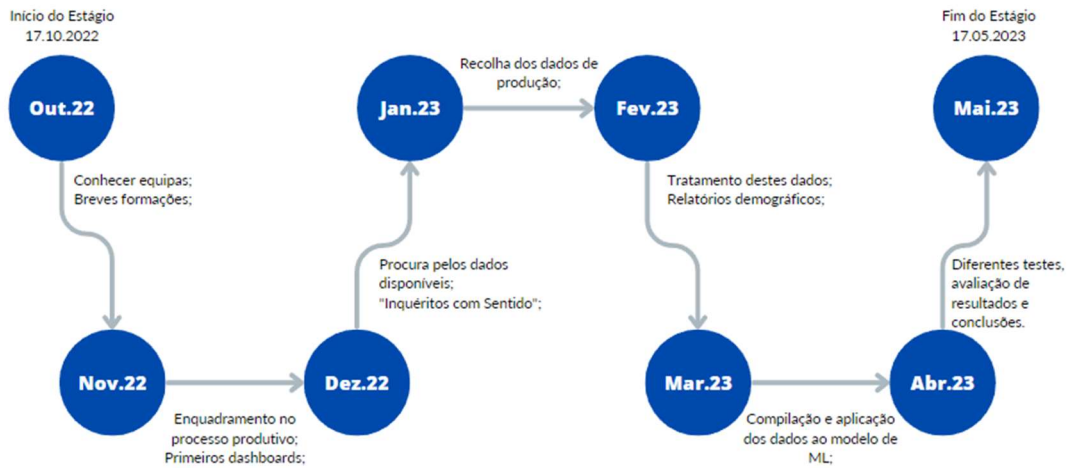 Início do Estágio
17.10.2022
Out.22
Conhecer equipas;
Breves formações;
Nov.22
Enquadramento no
processo produtivo;
Primeiros dashboards;
Dez.22
Procura pelos dados
disponíveis;
"Inquéritos com Sentido";
Jan.23
Recolha dos dados de
produção;
Fev.23
Tratamento destes dados;
Relatórios demográficos;
Mar.23
Compilação e aplicação
dos dados ao modelo de
ML;
Abr.23
Diferentes testes,
avaliação de
resultados e
conclusões.
Fim do Estágio
17.05.2023
Mai.23